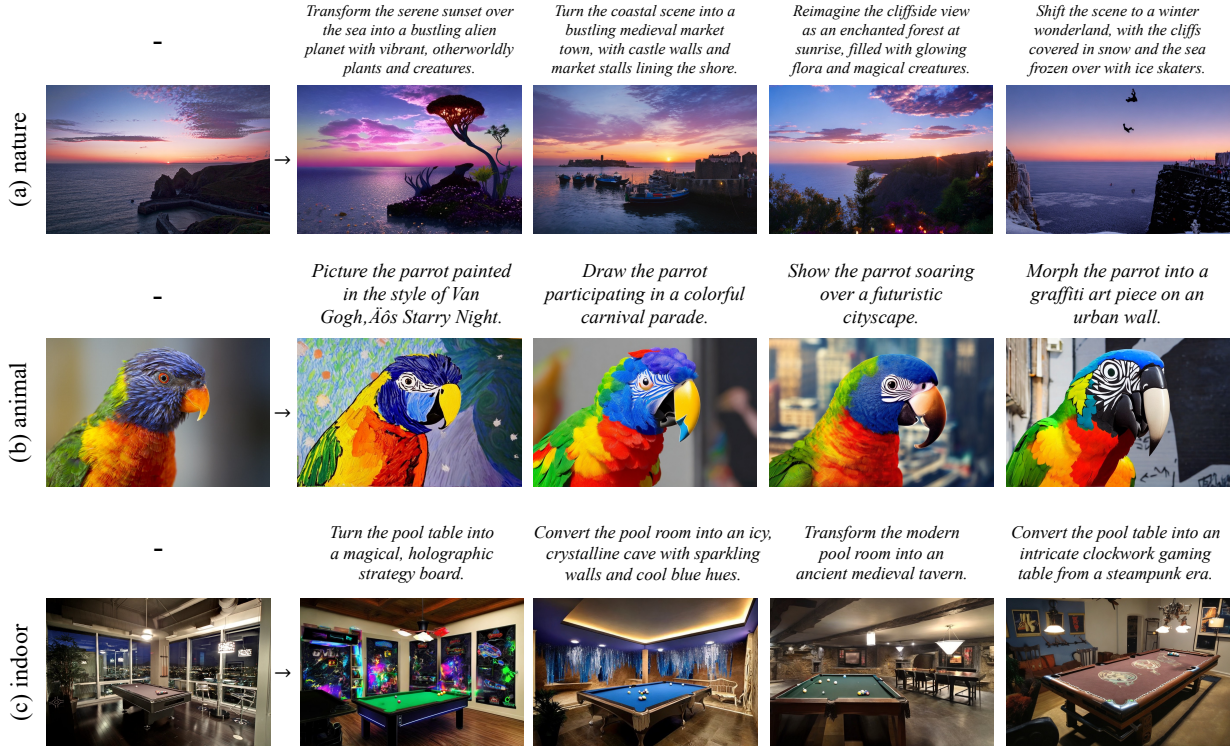 -
Transform the serene sunset over
the sea into a bustling alien
planet with vibrant, otherworldly
plants and creatures.
Turn the coastal scene into a
bustling medieval market
town, with castle walls and
market stalls lining the shore.
Reimagine the cliffside view
as an enchanted forest at
sunrise, filled with glowing
flora and magical creatures.
Shift the scene to a winter
wonderland, with the cliffs
covered in snow and the sea
frozen over with ice skaters.
(a) nature
→
-
Picture the parrot painted
in the style of Van
Gogh‚Äôs Starry Night.
Draw the parrot
participating in a colorful
carnival parade.
Show the parrot soaring
over a futuristic
cityscape.
Morph the parrot into a
graffiti art piece on an
urban wall.
(b) animal
→
-
Turn the pool table into
a magical, holographic
strategy board.
Convert the pool room into an icy,
crystalline cave with sparkling
walls and cool blue hues.
Transform the modern
pool room into an
ancient medieval tavern.
Convert the pool table into an
intricate clockwork gaming
table from a steampunk era.
(c) indoor
→